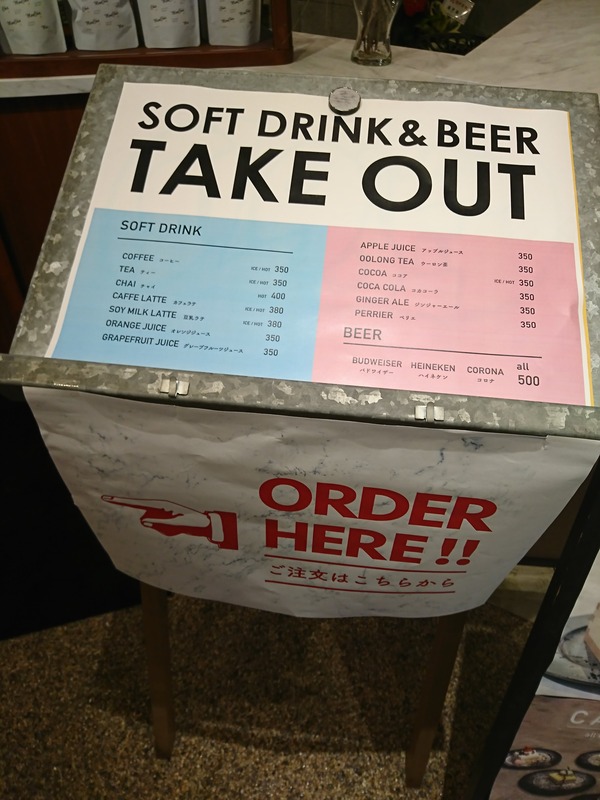 SOFT DRINK & BEER
TAKE OUT
SOFT DRINK
COFFEE コーヒー ICE / HOT 350
TEA ティー ICE / HOT 350
CHAI チャイ HOT 400
CAFFE LATTE カフェラテ ICE / HOT 380
SOY MILK LATTE 豆乳ラテ ICE / HOT 380
ORANGE JUICE オレンジジュース 350
GRAPEFRUIT JUICE グレープフルーツジュース 350
APPLE JUICE アップルジュース 350
OOLONG TEA ウーロン茶 350
COCOA ココア ICE / HOT 350
COCA COLA コカコーラ 350
GINGER ALE ジンジャーエール 350
PERRIER ペリエ 350
BEER
BUDWEISER HEINEKEN CORONA all
バドワイザー ハイネケン コロナ 500
ORDER
HERE!!
ご注文はこちらから